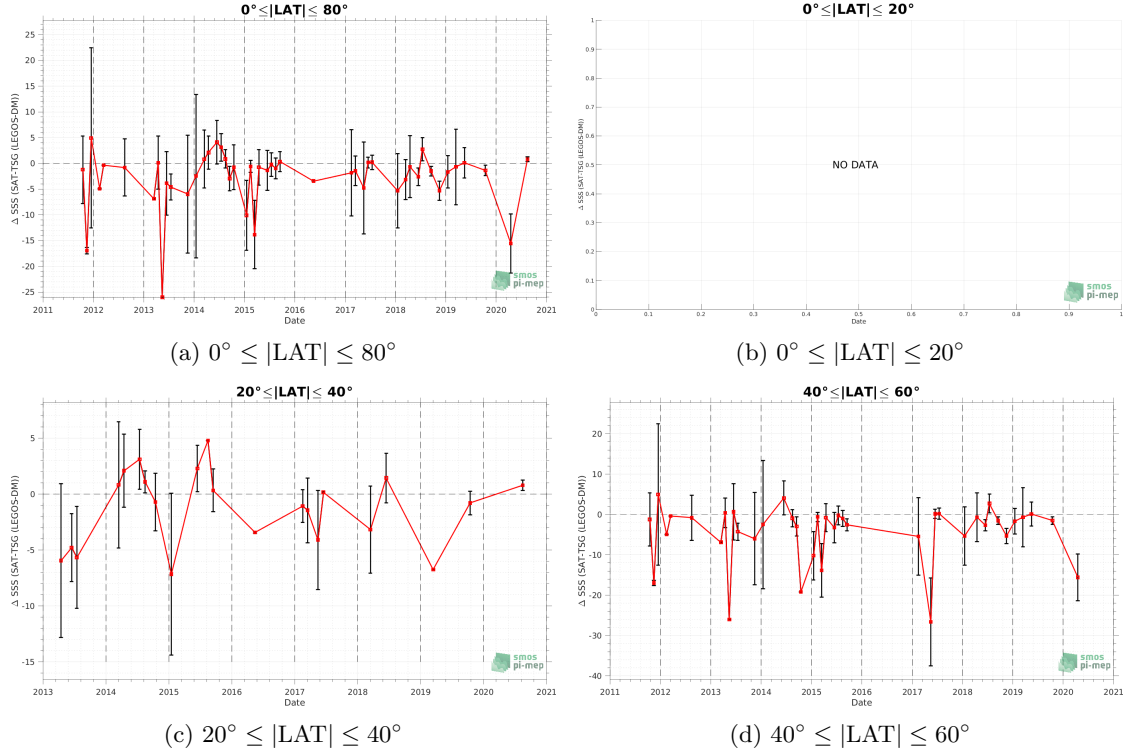 0°≤|LAT|≤ 80°
Δ SSS (SAT-TSG (LEGOS-DM))
25
20
15
10
5
0
-5
-10
-15
-20
-25
2011 2012 2013 2014 2015 2016 2017 2018 2019 2020 2021
Date
smos
pi-mep
(a) 0° ≤ |LAT| ≤ 80°
0°≤|LAT|≤ 20°
Δ SSS (SAT-TSG (LEGOS-DM))
1
0.9
0.8
0.7
0.6
0.5
0.4
0.3
0.2
0.1
0
NO DATA
0 0.1 0.2 0.3 0.4 0.5 0.6 0.7 0.8 0.9 1
Date
smos
pi-mep
(b) 0° ≤ |LAT| ≤ 20°
20°≤|LAT|≤ 40°
Δ SSS (SAT-TSG (LEGOS-DM))
5
0
-5
-10
-15
2013 2014 2015 2016 2017 2018 2019 2020 2021
Date
smos
pi-mep
(c) 20° ≤ |LAT| ≤ 40°
40°≤|LAT|≤ 60°
Δ SSS (SAT-TSG (LEGOS-DM))
20
10
0
-10
-20
-30
-40
2011 2012 2013 2014 2015 2016 2017 2018 2019 2020 2021
Date
smos
pi-mep
(d) 40° ≤ |LAT| ≤ 60°